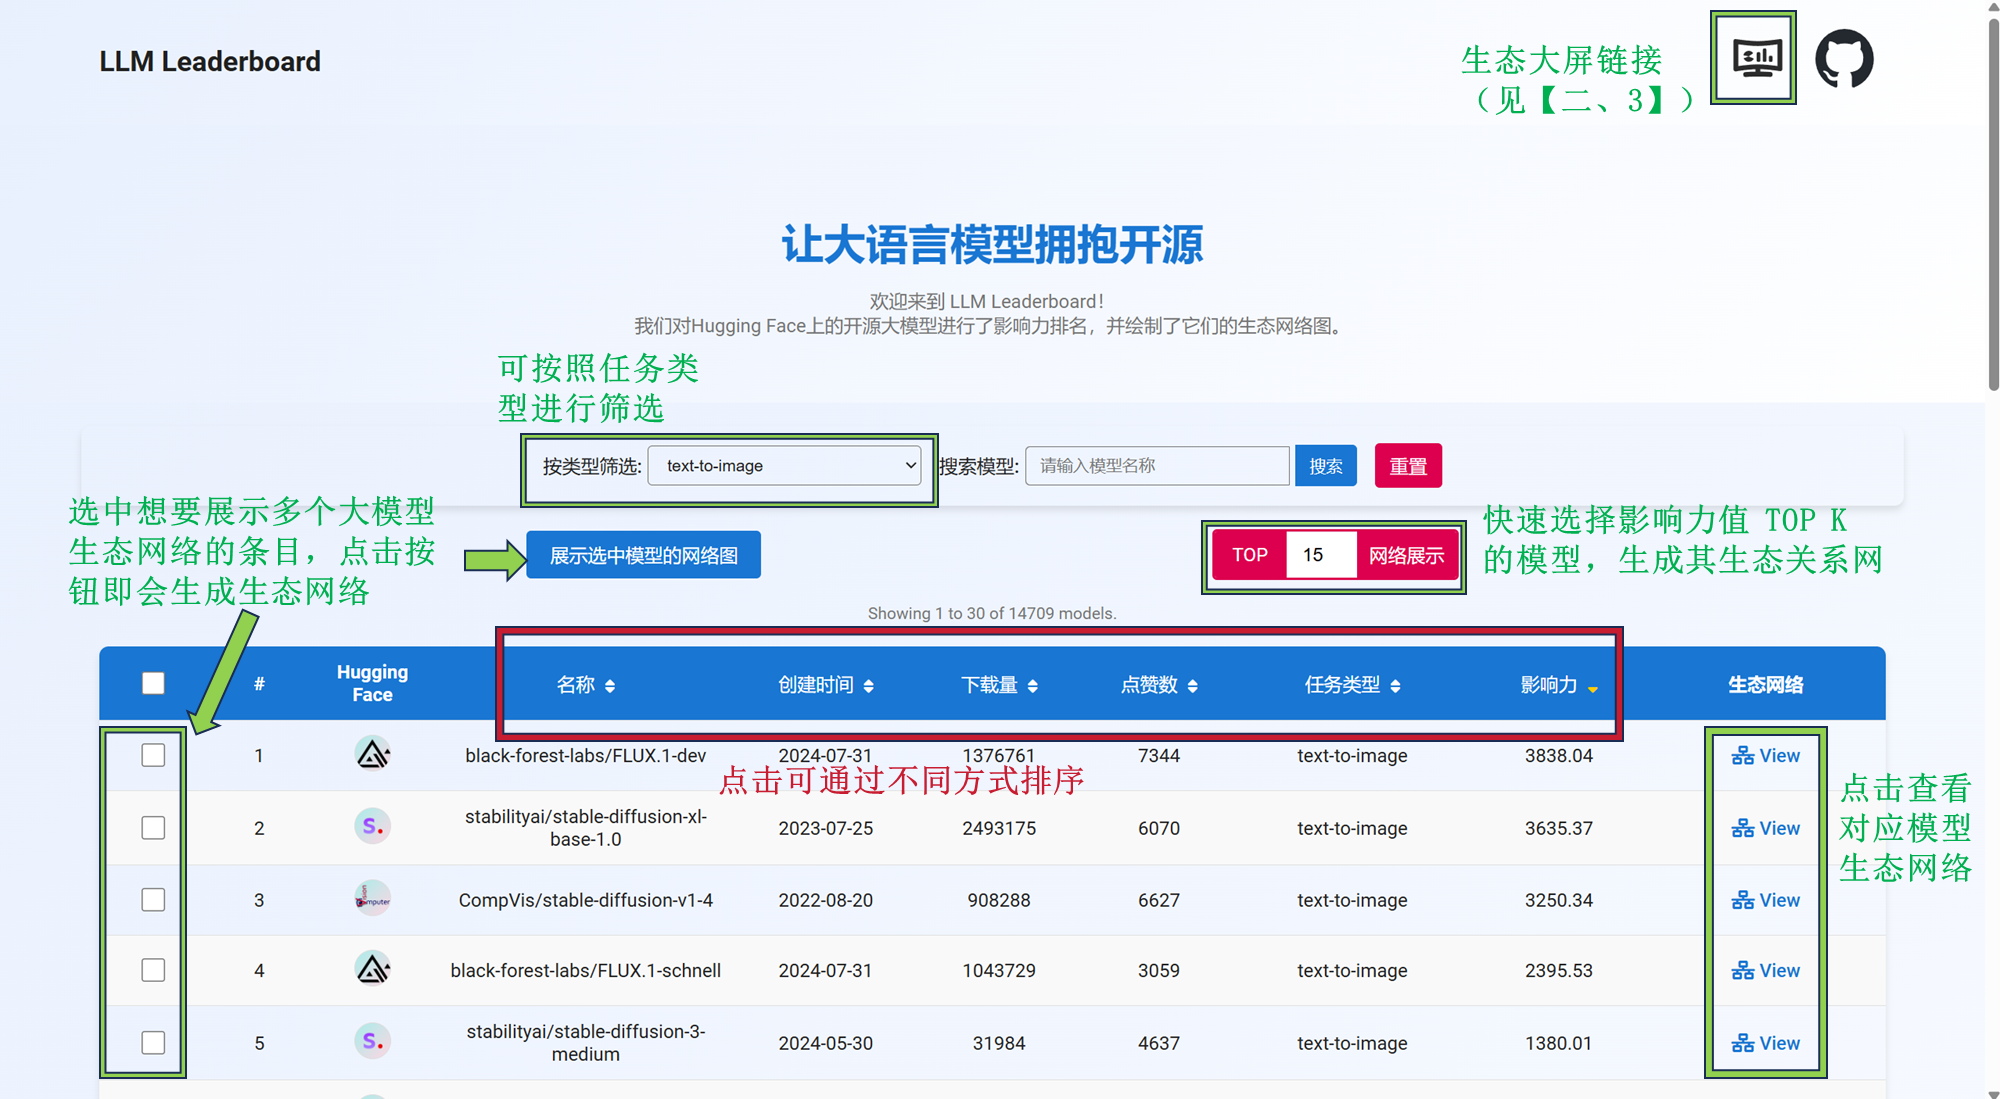 LLM Leaderboard
生态大屏链接
（见【二、3】）
让大语言模型拥抱开源
欢迎来到 LLM Leaderboard！
我们对Hugging Face上的开源大模型进行了影响力排名，并绘制了它们的生态网络图。
可按照任务类
型进行筛选
按类型筛选: text-to-image 搜索模型: 请输入模型名称 搜索 重置
选中想要展示多个大模型
生态网络的条目，点击按
钮即会生成生态网络
展示选中模型的网络图
TOP 15 网络展示
快速选择影响力值 TOP K
的模型，生成其生态关系网
Showing 1 to 30 of 14709 models.
# Hugging Face 名称 创建时间 下载量 点赞数 任务类型 影响力 生态网络
1 black-forest-labs/FLUX.1-dev 2024-07-31 1376761 7344 text-to-image 3838.04 View
点击可通过不同方式排序
2 S. stabilityai/stable-diffusion-xl-base-1.0 2023-07-25 2493175 6070 text-to-image 3635.37 View
点击查看
对应模型
生态网络
3 CompVis/stable-diffusion-v1-4 2022-08-20 908288 6627 text-to-image 3250.34 View
4 black-forest-labs/FLUX.1-schnell 2024-07-31 1043729 3059 text-to-image 2395.53 View
5 S. stabilityai/stable-diffusion-3-medium 2024-05-30 31984 4637 text-to-image 1380.01 View